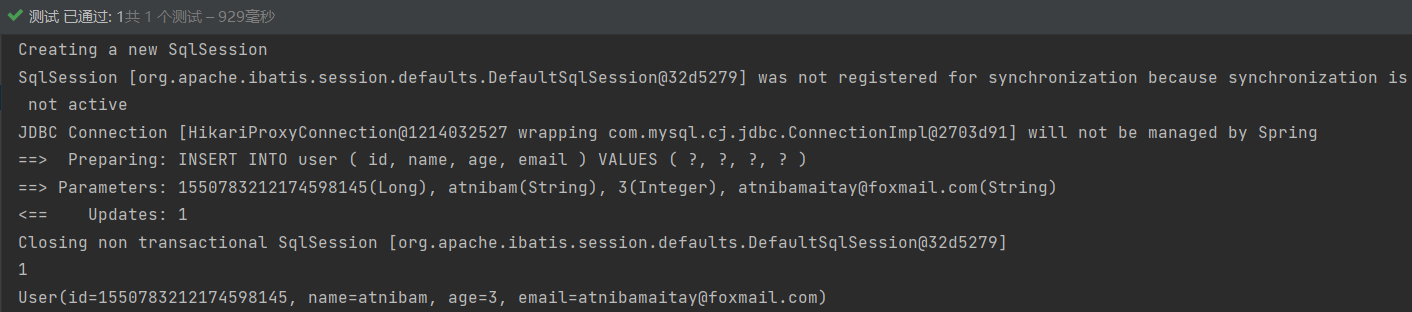 测试 已通过: 1共 1 个测试 – 929毫秒
Creating a new SqlSession
SqlSession [org.apache.ibatis.session.defaults.DefaultSqlSession@32d5279] was not registered for synchronization because synchronization is
not active
JDBC Connection [HikariProxyConnection@1214032527 wrapping com.mysql.cj.jdbc.ConnectionImpl@2703d91] will not be managed by Spring
==>  Preparing: INSERT INTO user ( id, name, age, email ) VALUES ( ?, ?, ?, ? )
==> Parameters: 1550783212174598145(Long), atnibam(String), 3(Integer), atnibamaitay@foxmail.com(String)
<==    Updates: 1
Closing non transactional SqlSession [org.apache.ibatis.session.defaults.DefaultSqlSession@32d5279]
1
User(id=1550783212174598145, name=atnibam, age=3, email=atnibamaitay@foxmail.com)